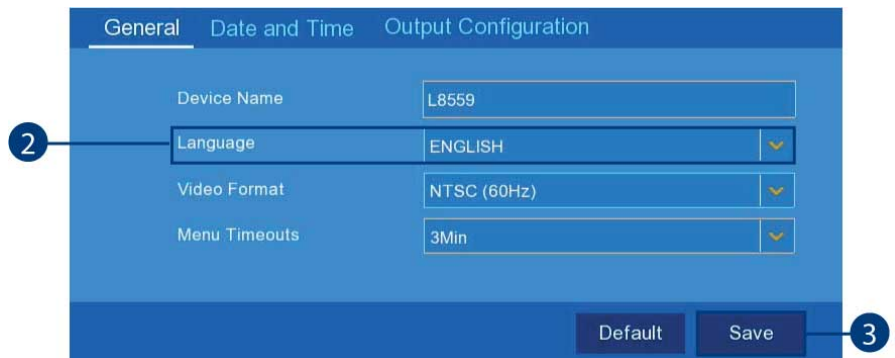 General Date and Time Output Configuration
Device Name L8559
2 Language ENGLISH
Video Format NTSC (60Hz)
Menu Timeouts 3Min
Default Save 3